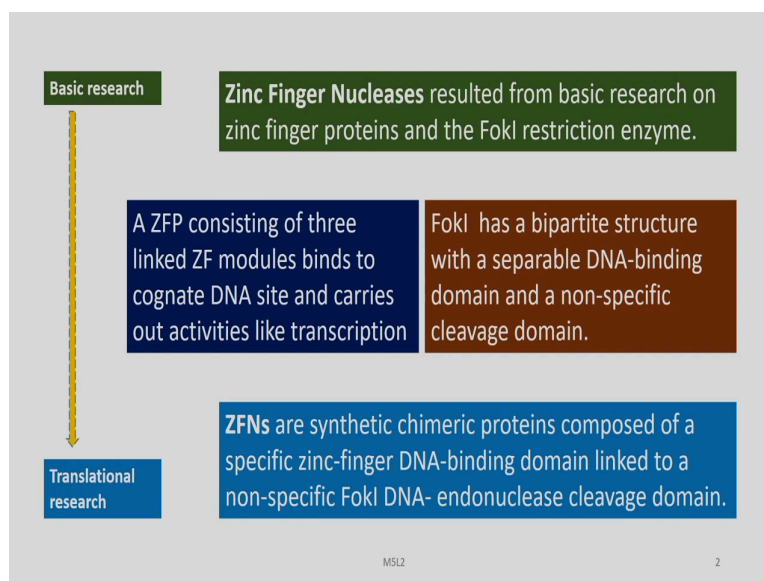 Basic research
Zinc Finger Nucleases resulted from basic research on
zinc finger proteins and the FokI restriction enzyme.
A ZFP consisting of three
linked ZF modules binds to
cognate DNA site and carries
out activities like transcription
FokI has a bipartite structure
with a separable DNA-binding
domain and a non-specific
cleavage domain.
ZFNs are synthetic chimeric proteins composed of a
specific zinc-finger DNA-binding domain linked to a
non-specific FokI DNA- endonuclease cleavage domain.
Translational
research
M5L2
2